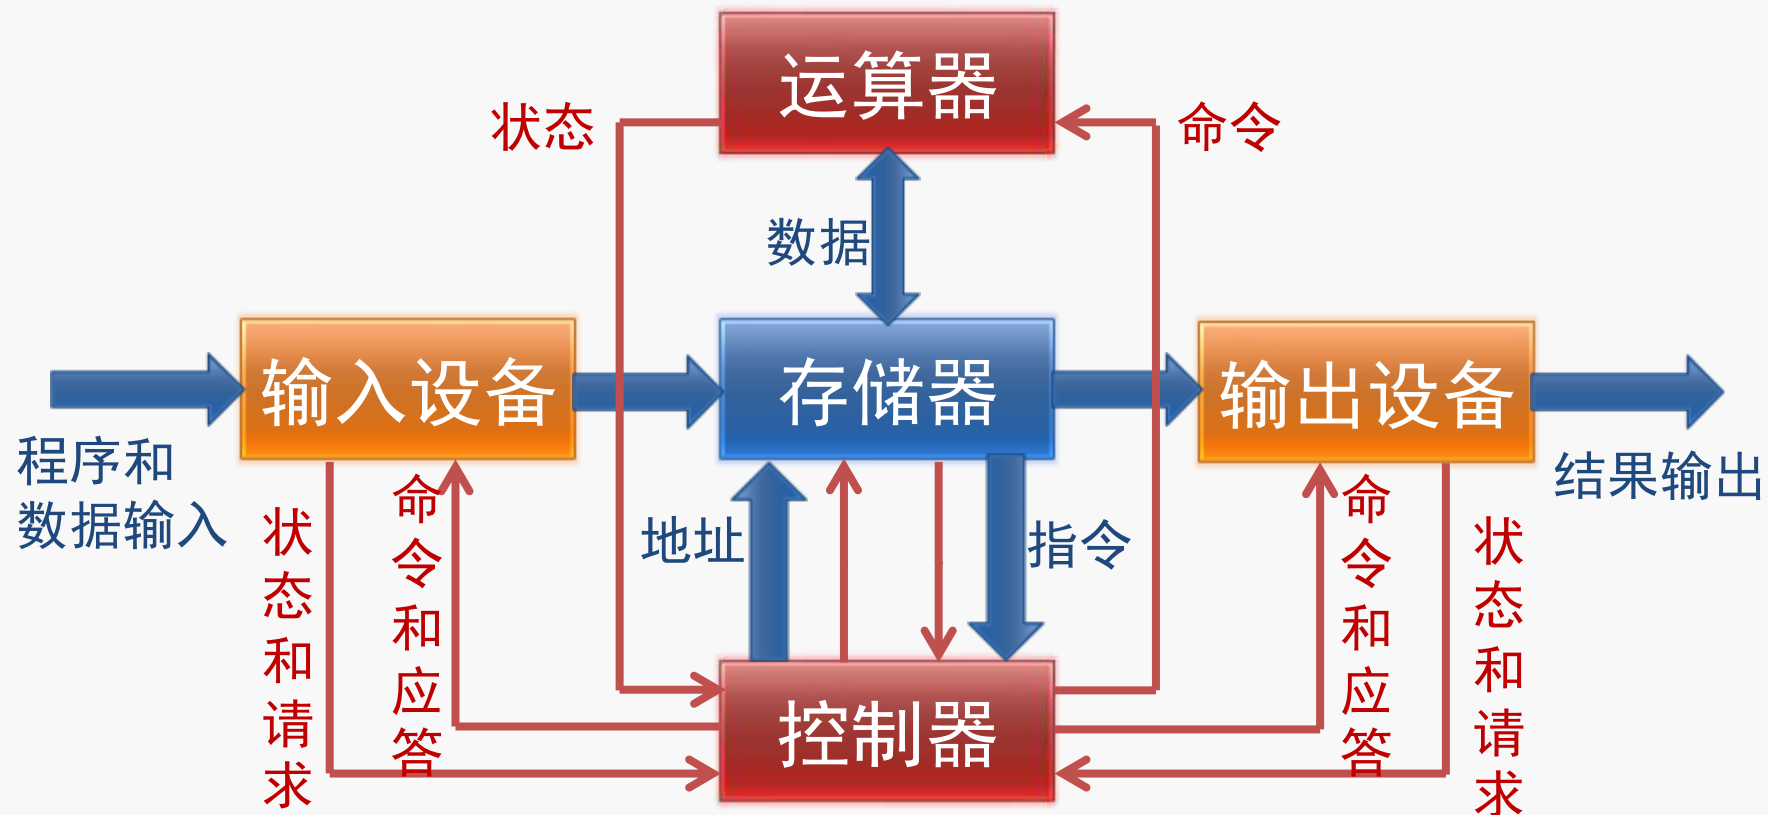 运算器
状态
命令
数据
输入设备
存储器
输出设备
程序和
数据输入
结果输出
状态和请求
命令和应答
地址
指令
命令和应答
状态和请求
控制器